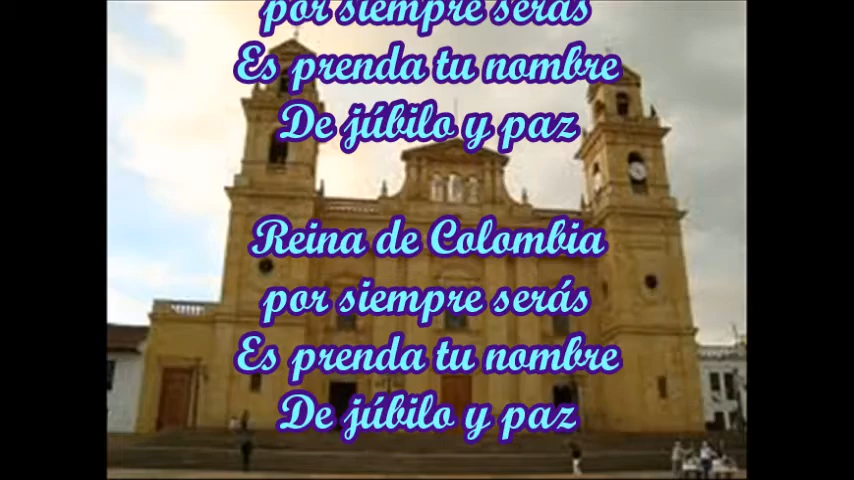 por siempre serás
Es prenda tu nombre
De júbilo y paz
Reina de Colombia
por siempre serás
Es prenda tu nombre
De júbilo y paz